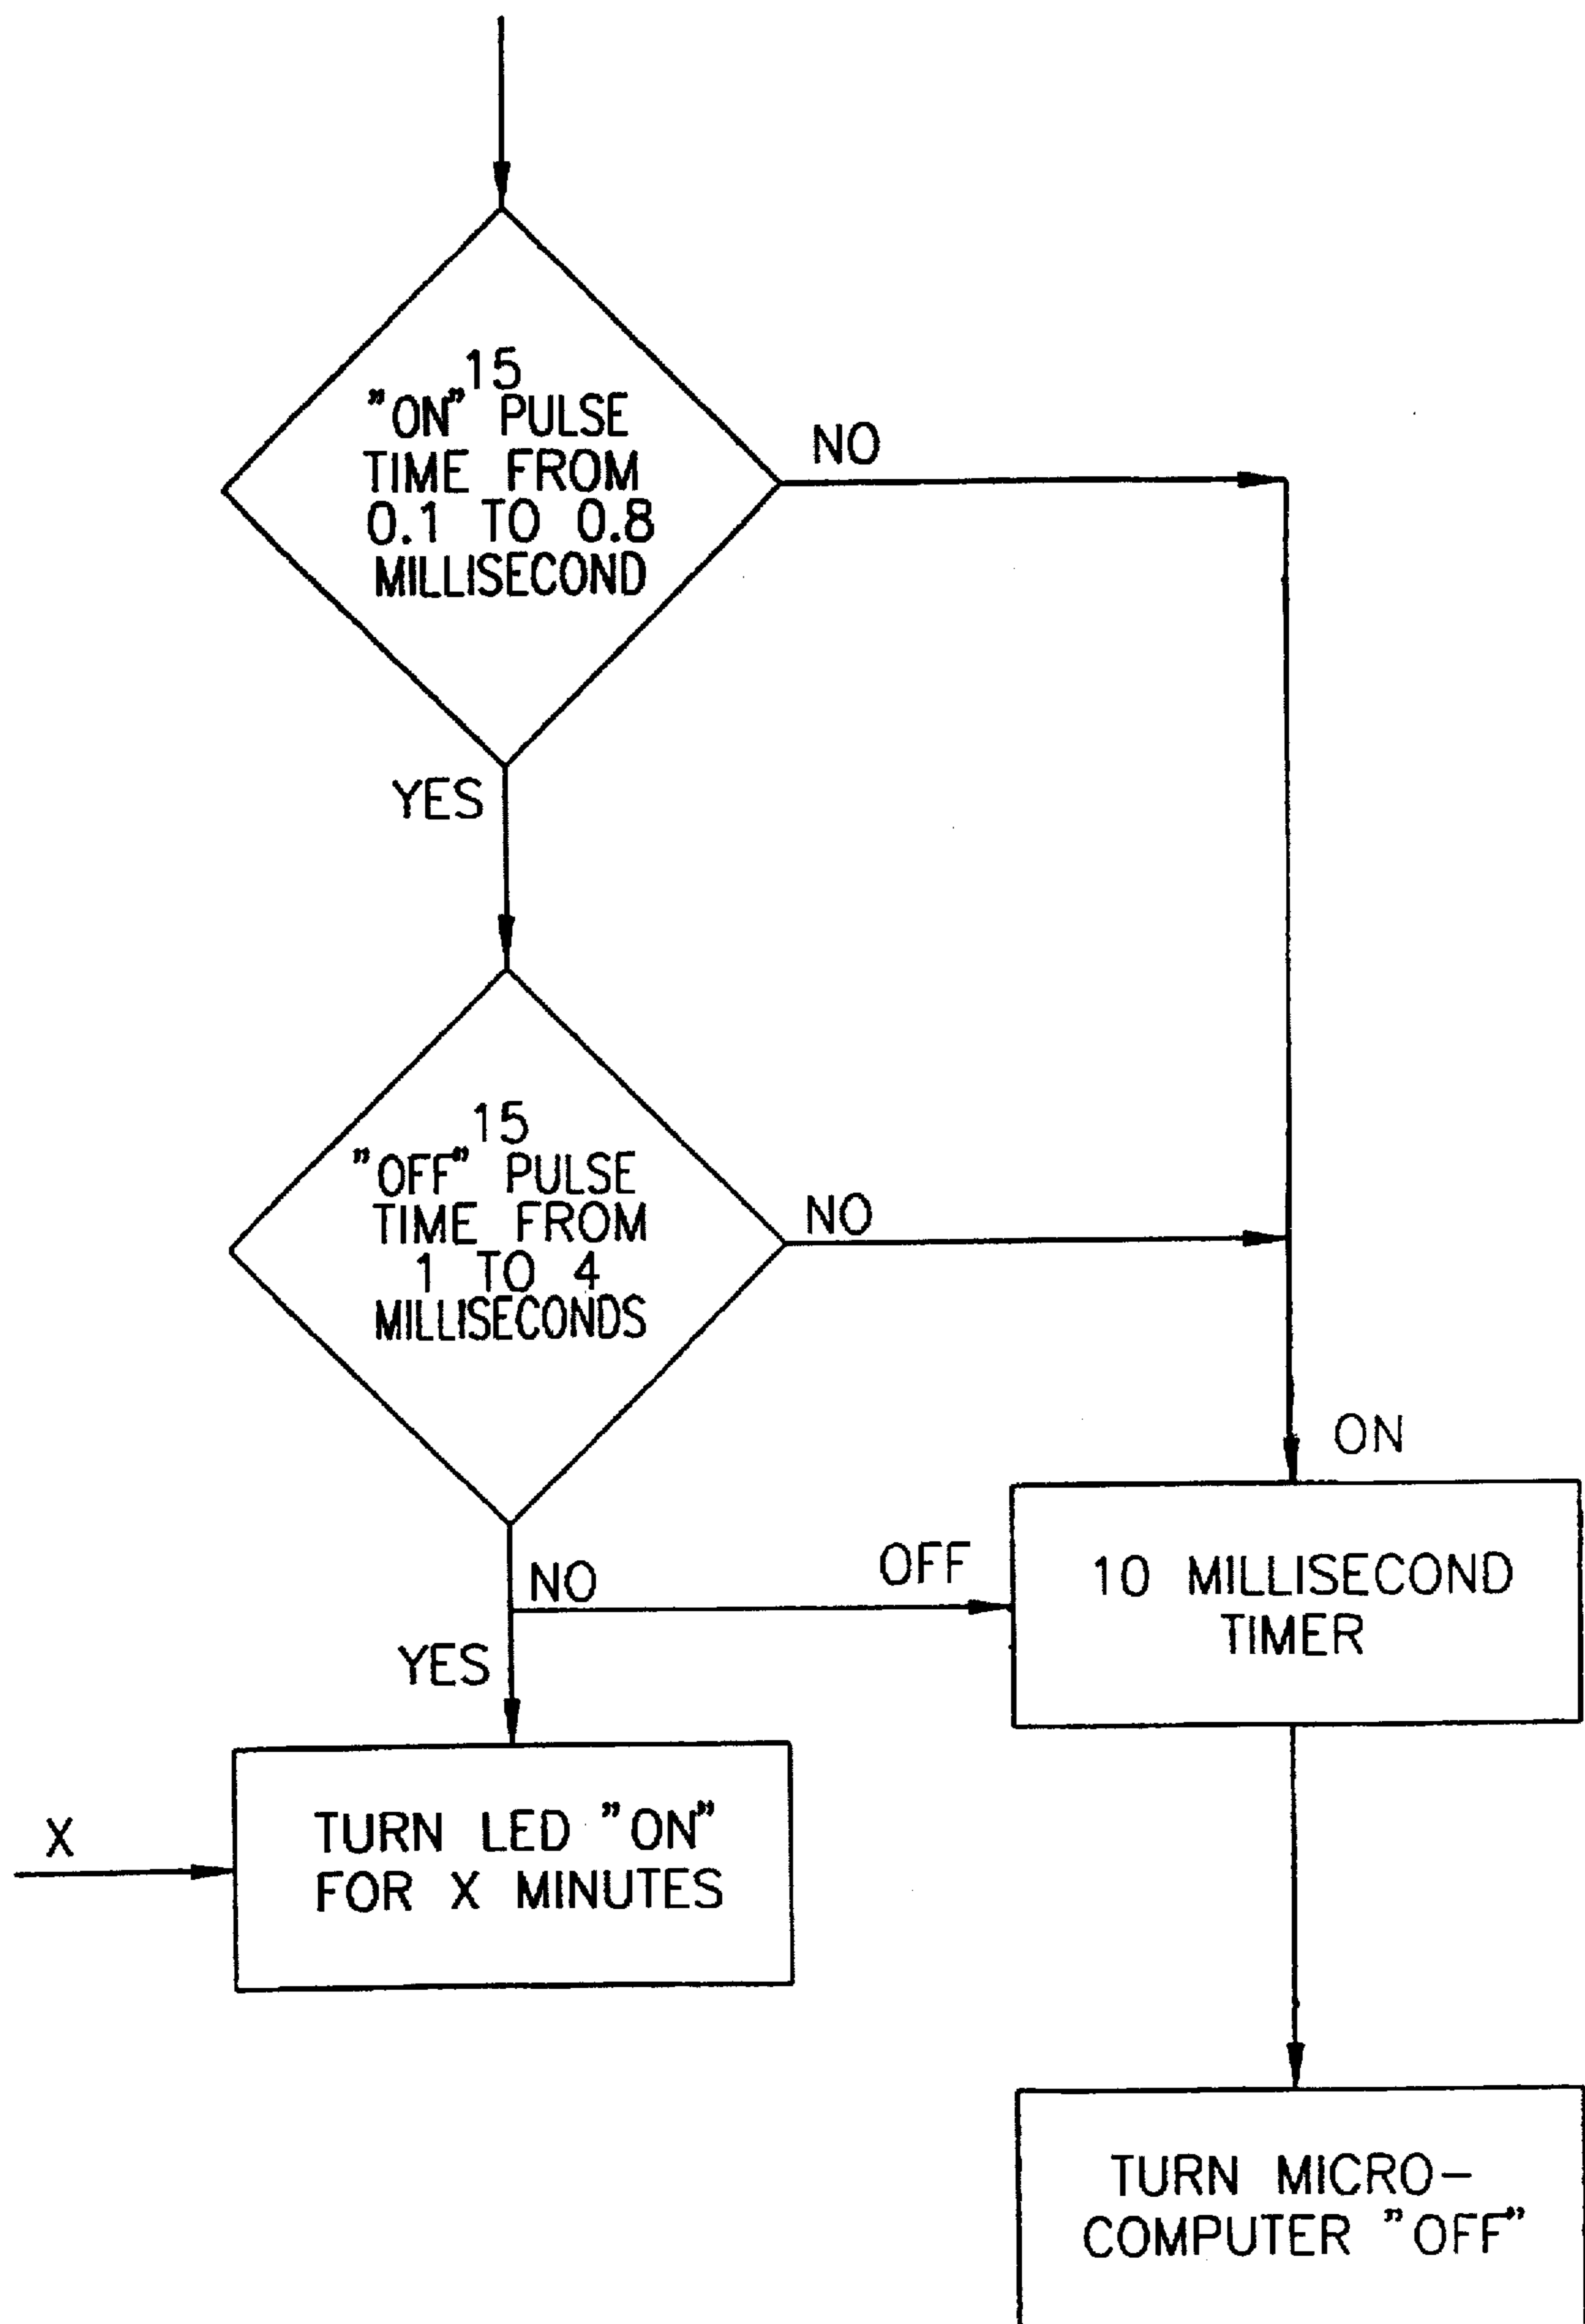 15
"ON" PULSE
TIME FROM
0.1 TO 0.8
MILLISECOND
NO
YES
15
"OFF" PULSE
TIME FROM
1 TO 4
MILLISECONDS
NO
ON
NO
OFF
10 MILLISECOND
TIMER
YES
X
TURN LED "ON"
FOR X MINUTES
TURN MICRO-
COMPUTER "OFF"